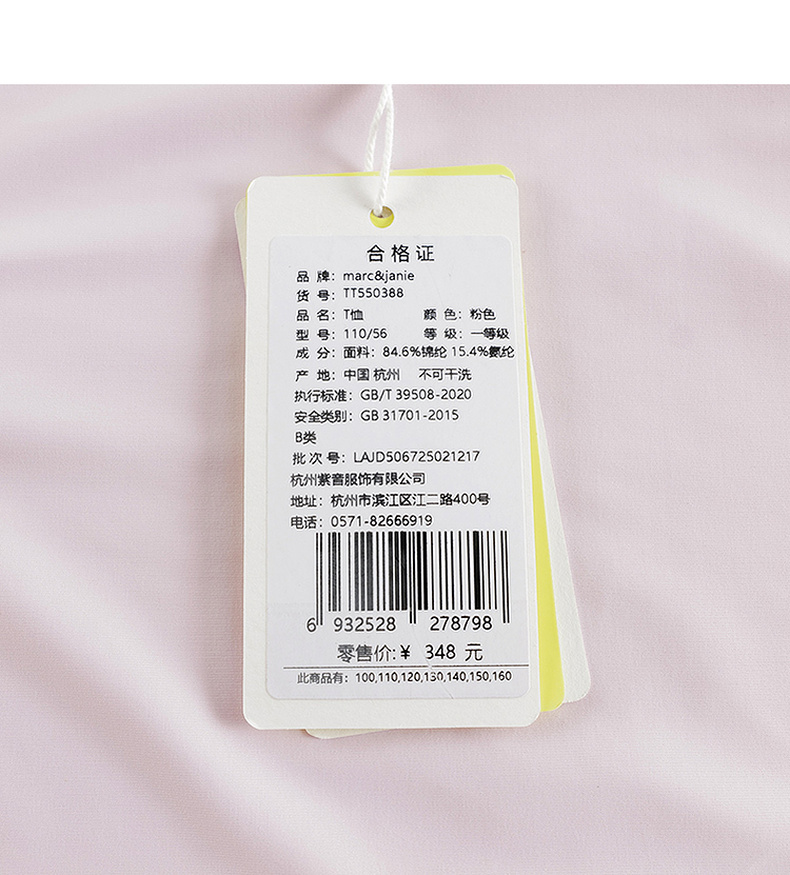 合格证
品 牌: marc&janie
货 号: TT550388
品 名: T恤 颜 色: 粉色
型 号: 110/56 等 级: 一等级
成 分: 面料: 84.6%锦纶 15.4%氨纶
产 地: 中国 杭州 不可干洗
执行标准: GB/T 39508-2020
安全类别: GB 31701-2015
B类
批 次 号: LAJD506725021217
杭州紫音服饰有限公司
地址: 杭州市滨江区江二路400号
电话: 0571-82666919
6 932528 278798
零售价:¥ 348 元
此商品有: 100,110,120,130,140,150,160